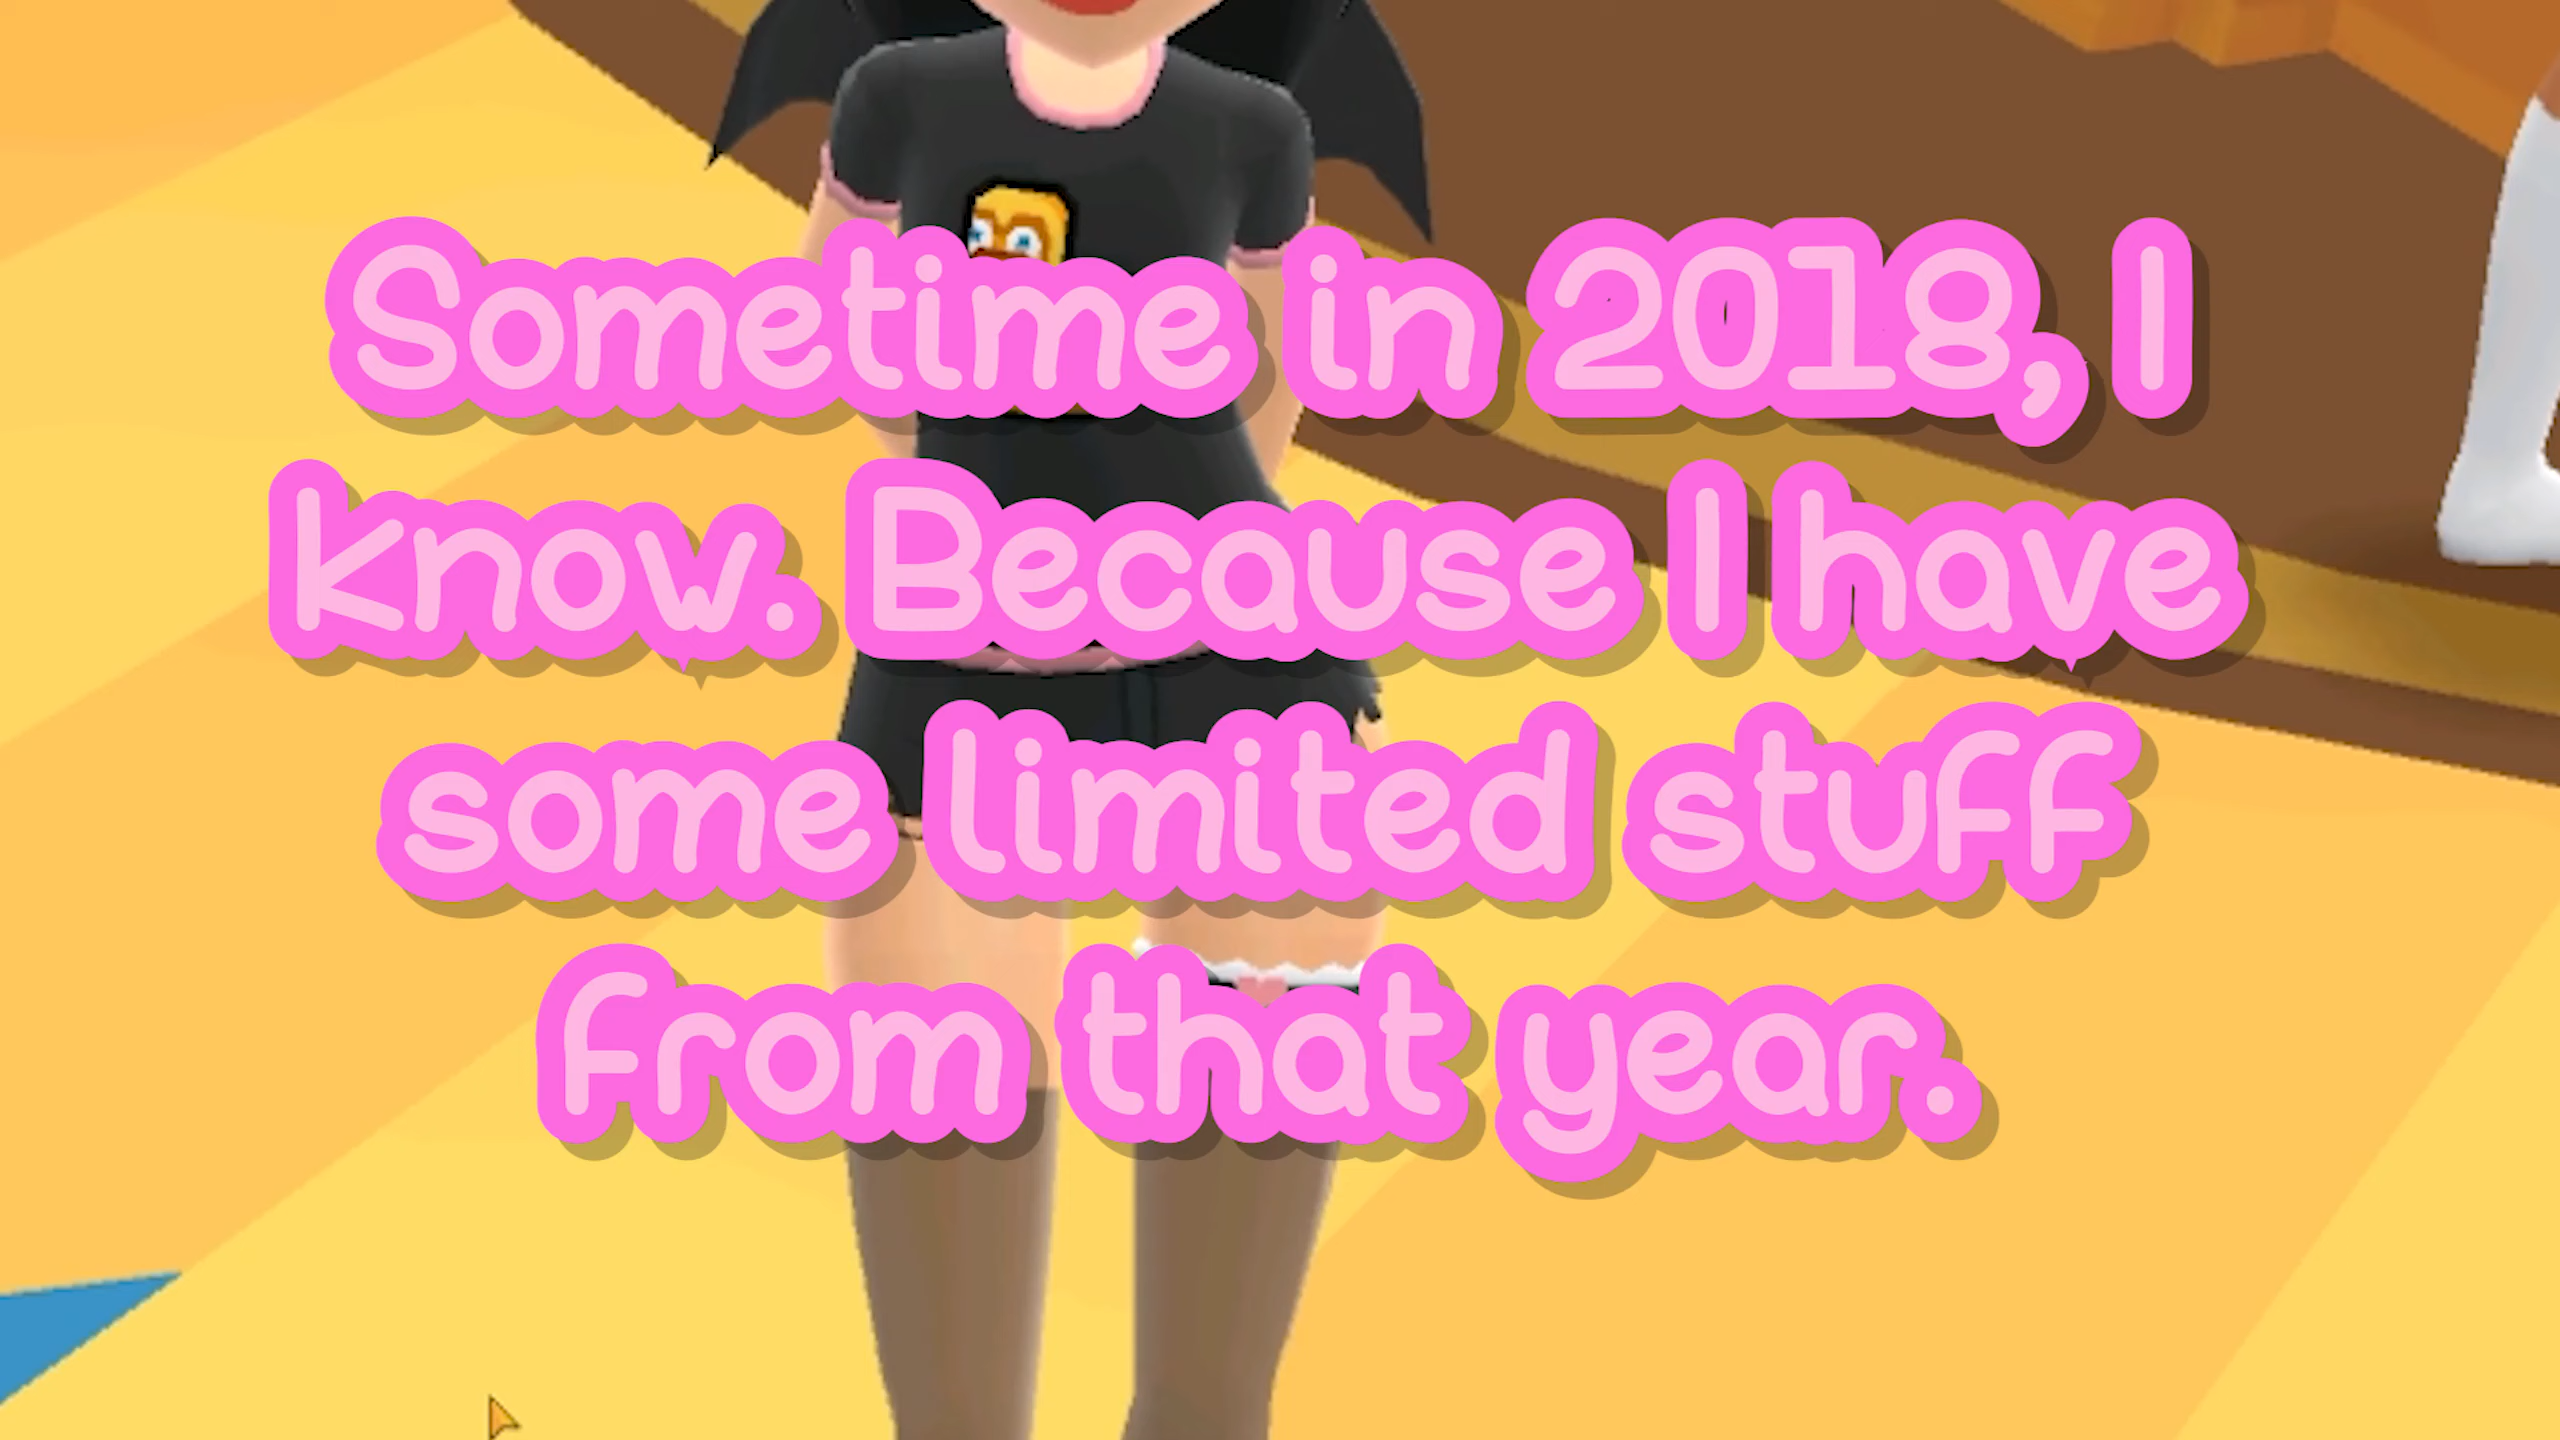 Sometime in 2018, I
know. Because I have
some limited stuff
from that year.